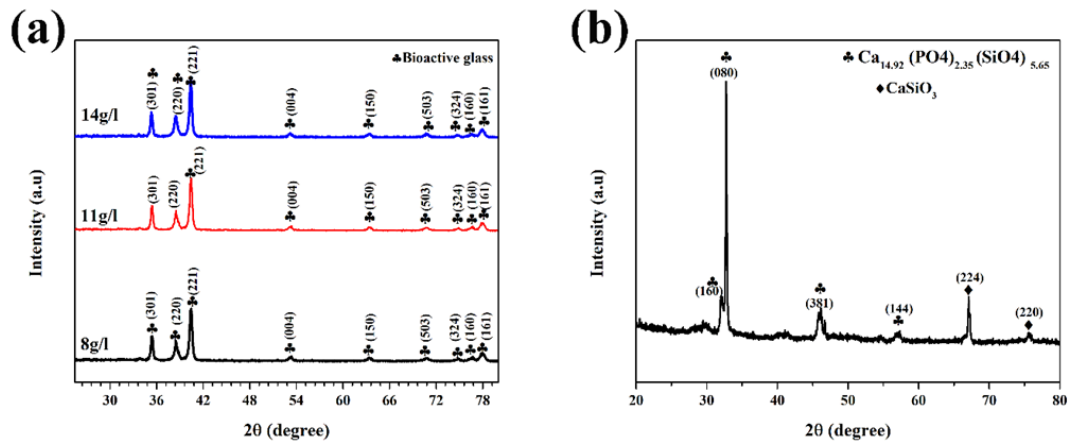 (a)
♣Bioactive glass
14g/l
(301)
(220)
(221)
(004)
(150)
(503)
(324)
(160)
(161)
11g/l
(301)
(220)
(221)
(004)
(150)
(503)
(324)
(160)
(161)
8g/l
(301)
(220)
(221)
(004)
(150)
(503)
(324)
(160)
(161)
Intensity (a.u)
30 36 42 48 54 60 66 72 78
2θ (degree)
(b)
♣ Ca14.92 (PO4)2.35 (SiO4) 5.65
♦CaSiO3
(160)
(080)
(381)
(144)
(224)
(220)
Intensity (a.u)
20 30 40 50 60 70 80
2θ (degree)